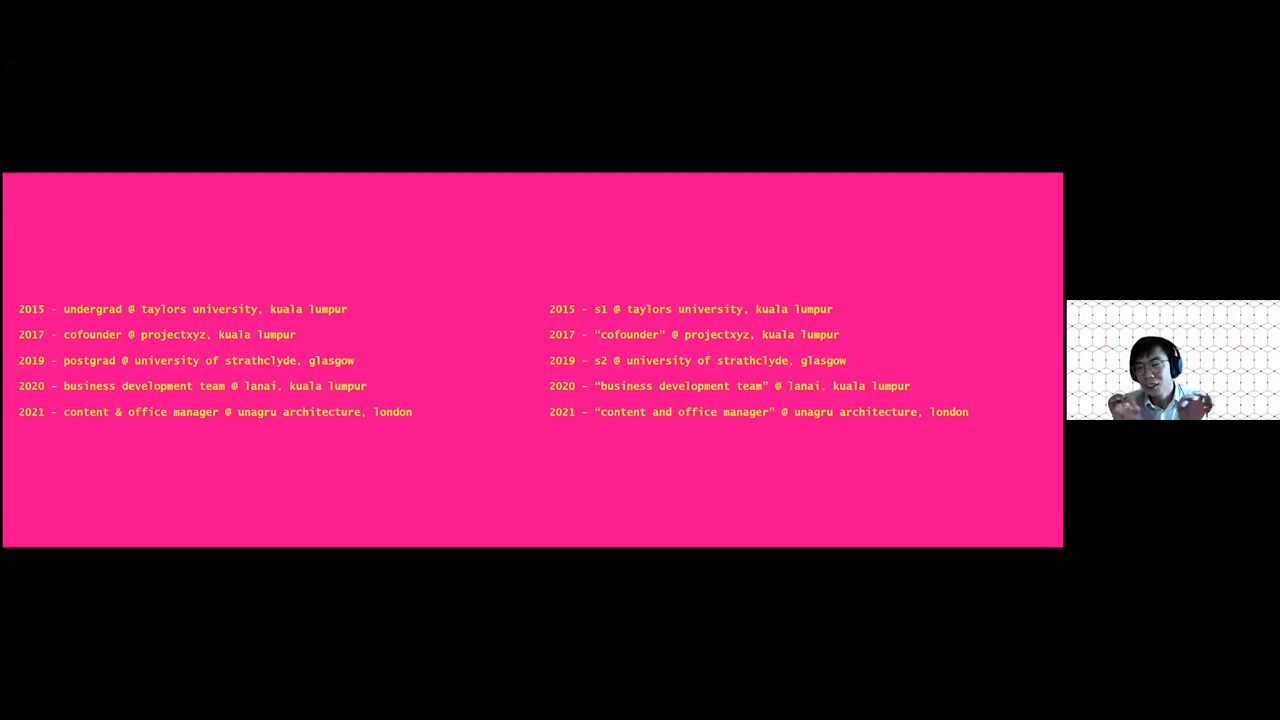 2015 - undergrad @ taylors university, kuala lumpur
2017 - cofounder @ projectxyz, kuala lumpur
2019 - postgrad @ university of strathclyde, glasgow
2020 - business development team @ lanai, kuala lumpur
2021 - content & office manager @ unagru architecture, london
2015 - s1 @ taylors university, kuala lumpur
2017 - “cofounder” @ projectxyz, kuala lumpur
2019 - s2 @ university of strathclyde, glasgow
2020 - “business development team” @ lanai, kuala lumpur
2021 - “content and office manager” @ unagru architecture, london